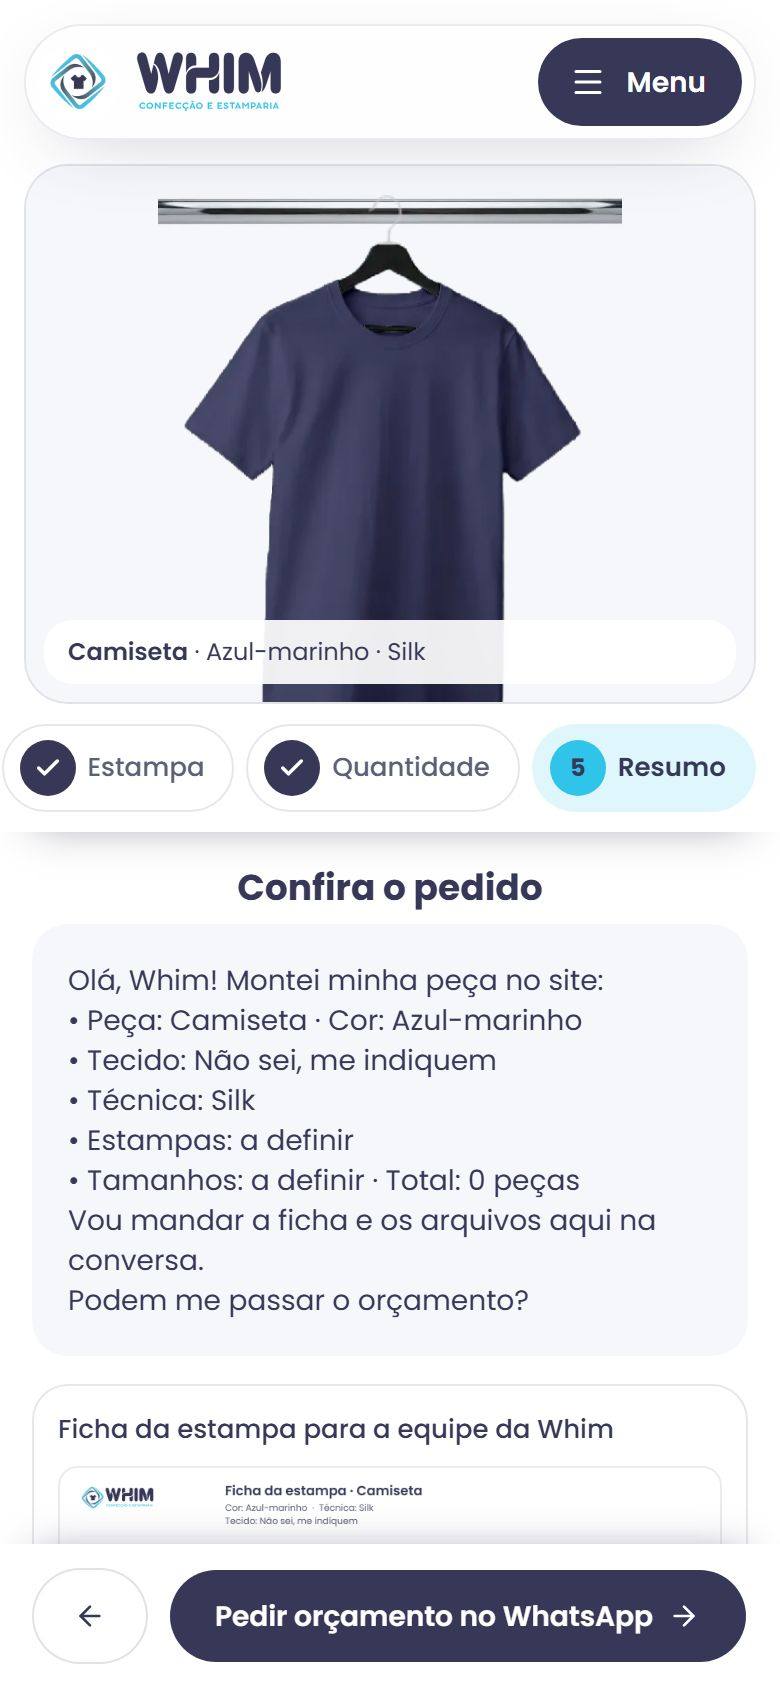 WHIM
CONFECÇÃO E ESTAMPARIA
Menu
Camiseta · Azul-marinho · Silk
Estampa
Quantidade
5 Resumo
Confira o pedido
Olá, Whim! Montei minha peça no site:
• Peça: Camiseta · Cor: Azul-marinho
• Tecido: Não sei, me indiquem
• Técnica: Silk
• Estampas: a definir
• Tamanhos: a definir · Total: 0 peças
Vou mandar a ficha e os arquivos aqui na
conversa.
Podem me passar o orçamento?
Ficha da estampa para a equipe da Whim
WHIM
Ficha da estampa · Camiseta
Cor: Azul-marinho · Técnica: Silk
Tecido: Não sei, me indiquem
Pedir orçamento no WhatsApp